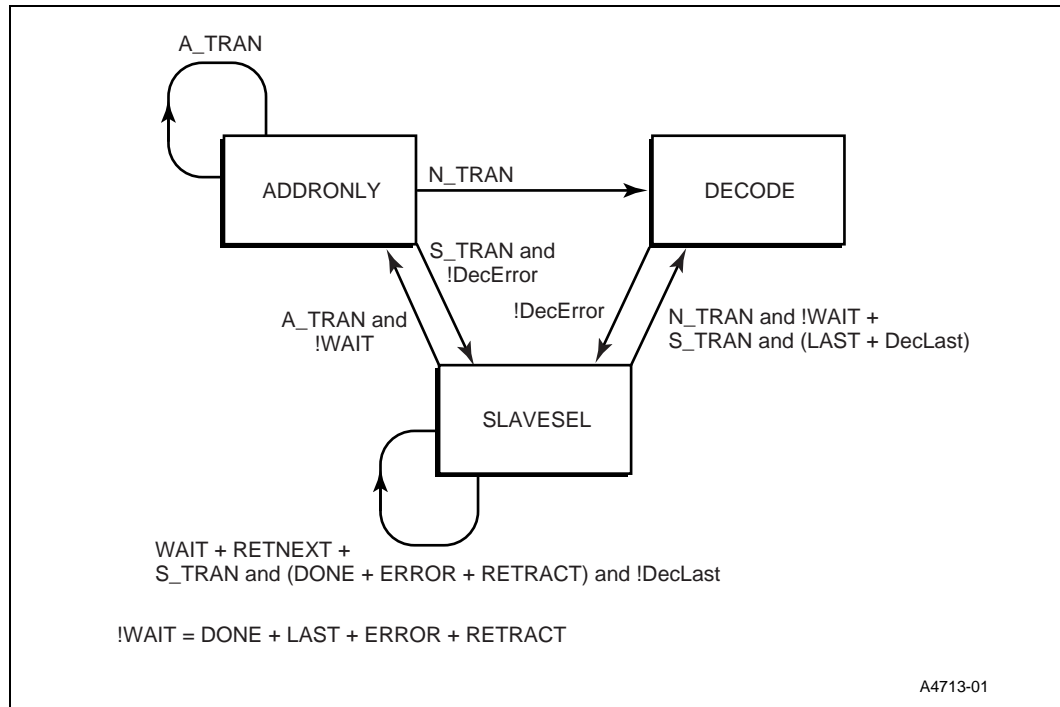 A_TRAN
ADDRONLY
N_TRAN
DECODE
S_TRAN and
!DecError
!DecError
A_TRAN and
!WAIT
N_TRAN and !WAIT +
S_TRAN and (LAST + DecLast)
SLAVESEL
WAIT + RETNEXT +
S_TRAN and (DONE + ERROR + RETRACT) and !DecLast
!WAIT = DONE + LAST + ERROR + RETRACT
A4713-01